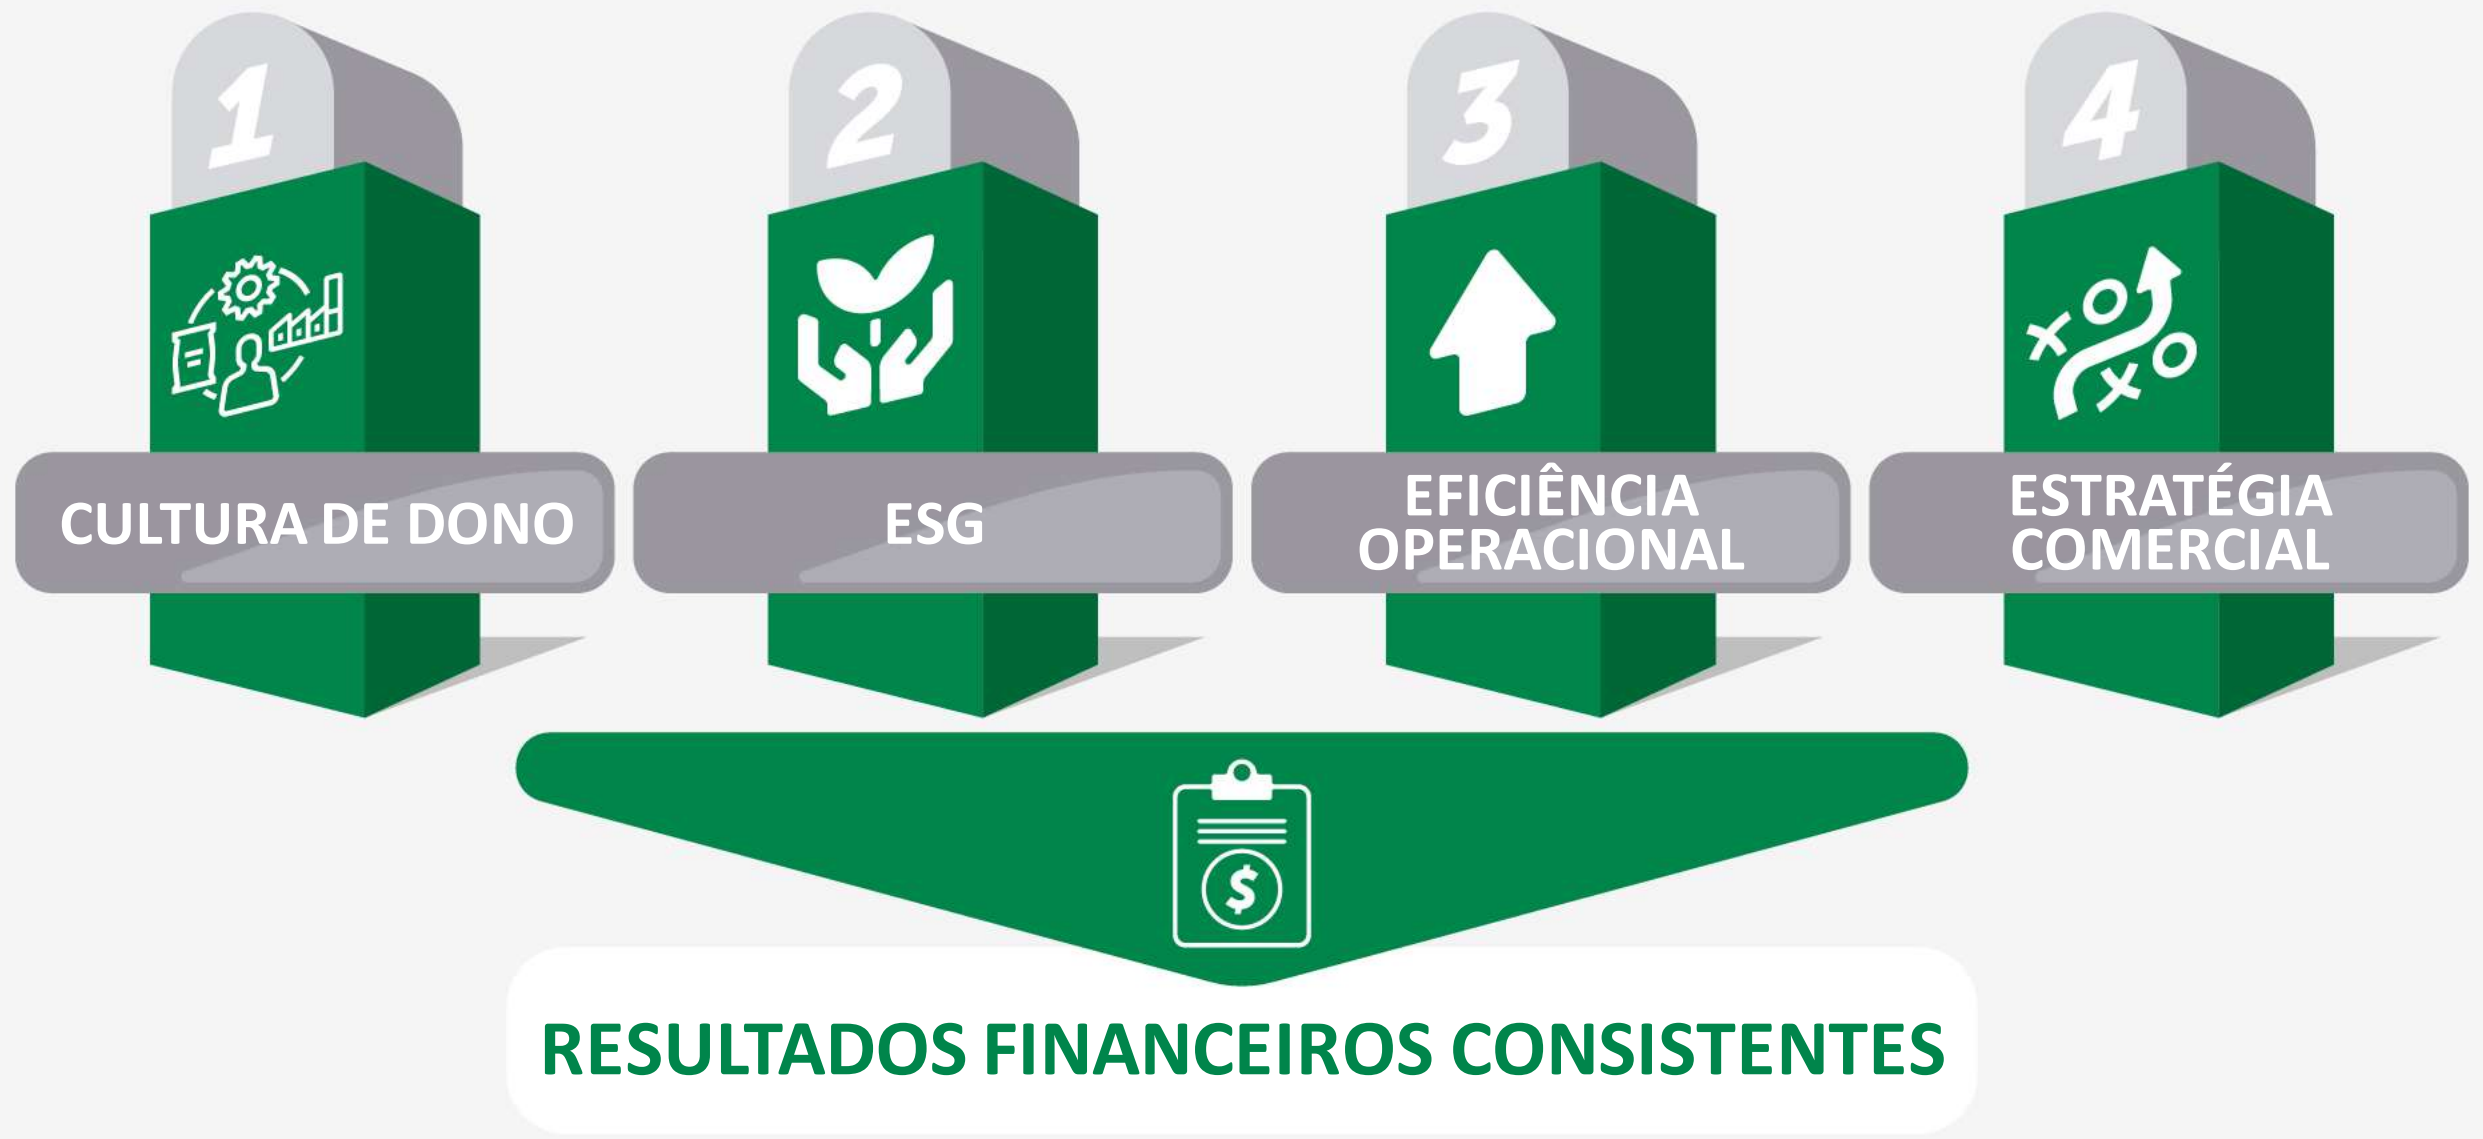 1
2
3
4
CULTURA DE DONO
ESG
EFICIÊNCIA
OPERACIONAL
ESTRATÉGIA
COMERCIAL
$
RESULTADOS FINANCEIROS CONSISTENTES